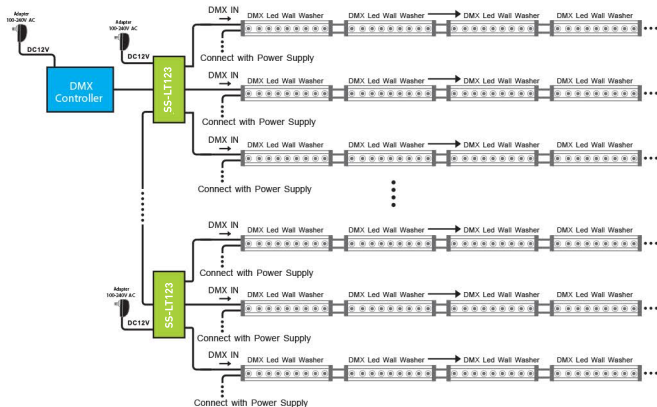 Adapter
100-240V AC
DC12V
DMX
Controller
Adapter
100-240V AC
DC12V
SS-LT123
DMX IN
DMX Led Wall Washer DMX Led Wall Washer DMX Led Wall Washer DMX Led Wall Washer
Connect with Power Supply
DMX IN
DMX Led Wall Washer DMX Led Wall Washer DMX Led Wall Washer DMX Led Wall Washer
Connect with Power Supply
DMX IN
DMX Led Wall Washer DMX Led Wall Washer DMX Led Wall Washer DMX Led Wall Washer
Connect with Power Supply
Adapter
100-240V AC
DC12V
SS-LT123
DMX IN
DMX Led Wall Washer DMX Led Wall Washer DMX Led Wall Washer DMX Led Wall Washer
Connect with Power Supply
DMX IN
DMX Led Wall Washer DMX Led Wall Washer DMX Led Wall Washer DMX Led Wall Washer
Connect with Power Supply
DMX IN
DMX Led Wall Washer DMX Led Wall Washer DMX Led Wall Washer DMX Led Wall Washer
Connect with Power Supply